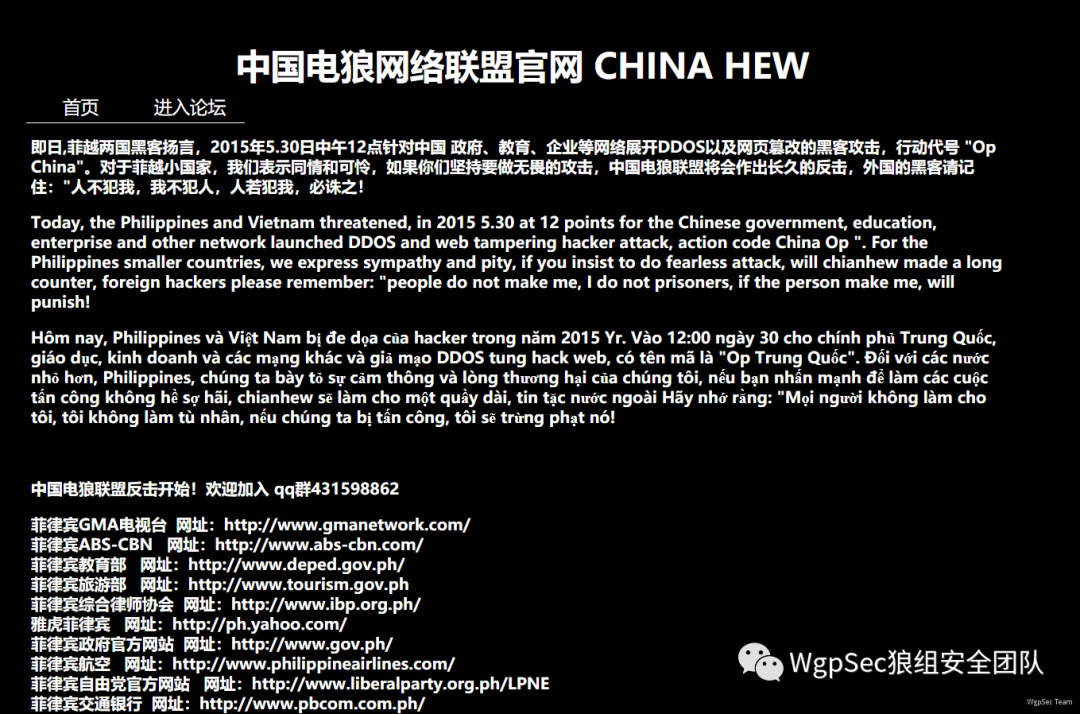 中国电狼网络联盟官网 CHINA HEW
首页 进入论坛
即日,菲越两国黑客扬言，2015年5.30日中午12点针对中国 政府、教育、企业等网络展开DDOS以及网页篡改的黑客攻击，行动代号 "Op
China"。对于菲越小国家，我们表示同情和可怜，如果你们坚持要做无畏的攻击，中国电狼联盟将会作出长久的反击，外国的黑客请记
住："人不犯我，我不犯人，人若犯我，必诛之！
Today, the Philippines and Vietnam threatened, in 2015 5.30 at 12 points for the Chinese government, education,
enterprise and other network launched DDOS and web tampering hacker attack, action code China Op ". For the
Philippines smaller countries, we express sympathy and pity, if you insist to do fearless attack, will chianhew made a long
counter, foreign hackers please remember: "people do not make me, I do not prisoners, if the person make me, will
punish!
Hôm nay, Philippines và Việt Nam bị đe dọa của hacker trong năm 2015 Yr. Vào 12:00 ngày 30 cho chính phủ Trung Quốc,
giáo dục, kinh doanh và các mạng khác và giả mạo DDOS tung hack web, có tên mã là "Op Trung Quốc". Đối với các nước
nhỏ hơn, Philippines, chúng ta bày tỏ sự cảm thông và lòng thương hại của chúng tôi, nếu bạn nhấn mạnh để làm các cuộc
tấn công không hề sợ hãi, chianhew sẽ làm cho một quầy dài, tin tặc nước ngoài Hãy nhớ rằng: "Mọi người không làm cho
tôi, tôi không làm tù nhân, nếu chúng ta bị tấn công, tôi sẽ trừng phạt nó!
中国电狼联盟反击开始！欢迎加入 qq群431598862
菲律宾GMA电视台 网址：http://www.gmanetwork.com/
菲律宾ABS-CBN 网址：http://www.abs-cbn.com/
菲律宾教育部 网址：http://www.deped.gov.ph/
菲律宾旅游部 网址：http://www.tourism.gov.ph
菲律宾综合律师协会 网址：http://www.ibp.org.ph/
雅虎菲律宾 网址：http://ph.yahoo.com/
菲律宾政府官方网站 网址：http://www.gov.ph/
菲律宾航空 网址：http://www.philippineairlines.com/
菲律宾自由党官方网站 网址：http://www.liberalparty.org.ph/LPNE
菲律宾交通银行 网址：http://www.pbcom.com.ph/
WgpSec狼组安全团队
WgpSec Team